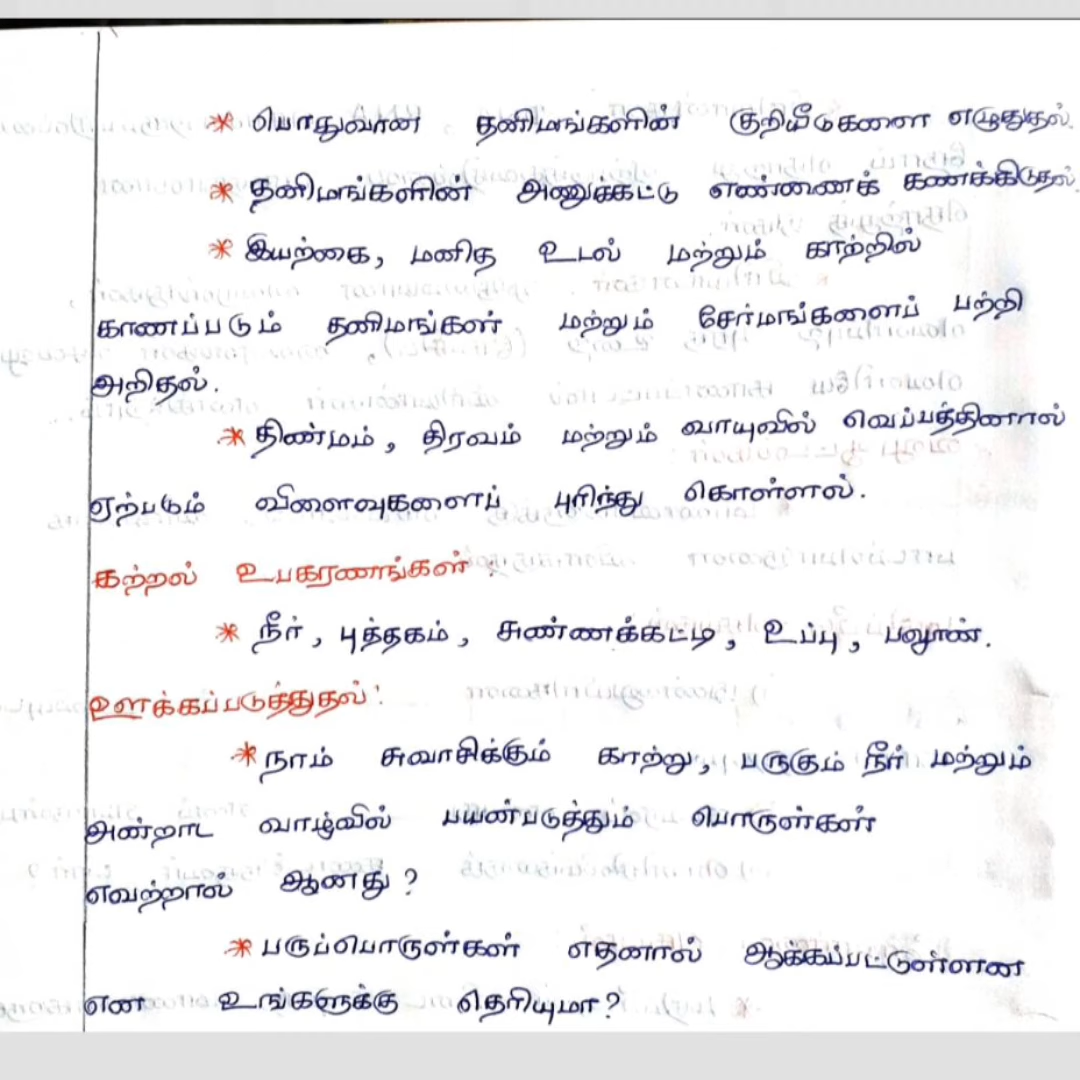 * பொதுவான தனிமங்களின் குறியீடுகளை எழுதுதல்.
* தனிமங்களின் அணுக்கட்டு எண்ணைக் கணக்கிடுதல்.
* இயற்கை, மனித உடல் மற்றும் காற்றில்
காணப்படும் தனிமங்கள் மற்றும் சேர்மங்களைப் பற்றி
அறிதல்.
* திண்மம், திரவம் மற்றும் வாயுவில் வெப்பத்தினால்
ஏற்படும் விளைவுகளைப் புரிந்து கொள்ளல்.
கற்றல் உபகரணங்கள் :
* நீர், புத்தகம், சுண்ணக்கட்டி, உப்பு, பலூண்.
ஊக்கப்படுத்துதல் :
* நாம் சுவாசிக்கும் காற்று, பருகும் நீர் மற்றும்
அன்றாட வாழ்வில் பயன்படுத்தும் பொருள்கள்
எவற்றால் ஆனது?
* பருப்பொருள்கள் எதனால் ஆக்கப்பட்டுள்ளன
என உங்களுக்கு தெரியுமா?